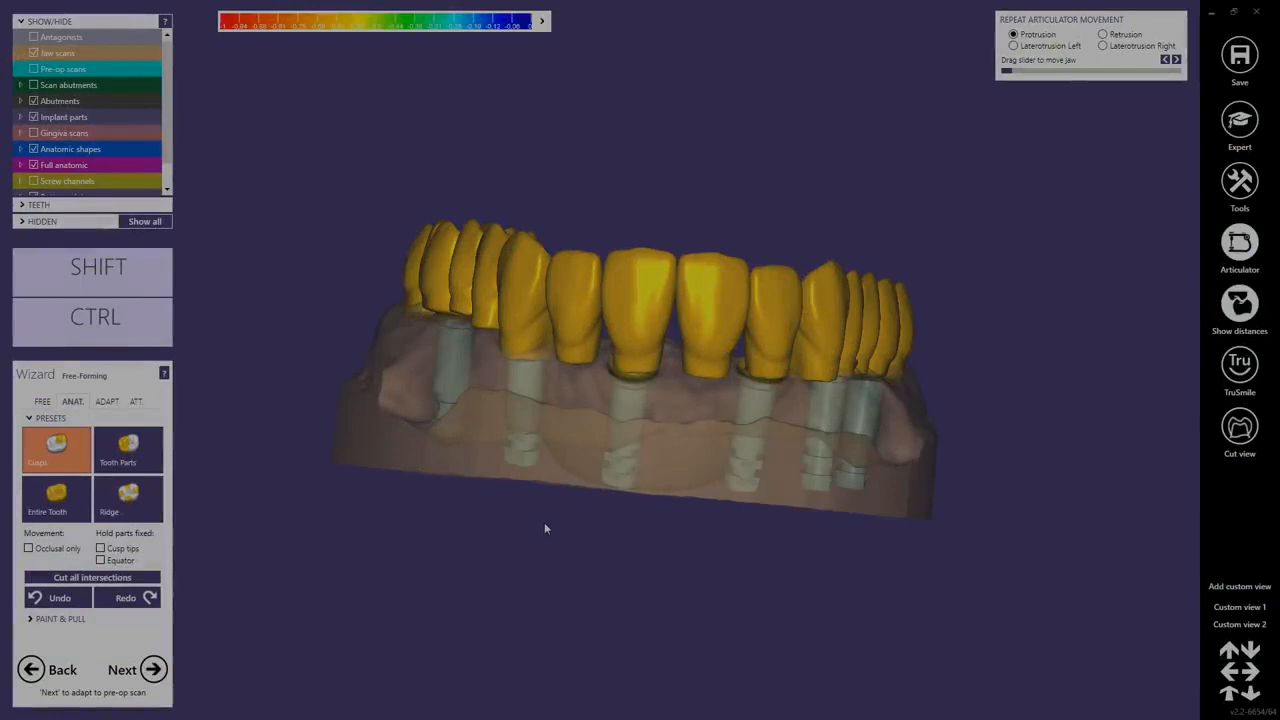 SHOW/HIDE ?
Antagonists
Jaw scans
Pre-op scans
Scan abutments
Abutments
Implant parts
Gingiva scans
Anatomic shapes
Full anatomic
Screw channels
TEETH
HIDDEN Show all
SHIFT
CTRL
Wizard Free-Forming ?
FREE ANAT. ADAPT ATT.
PRESETS
Cusps Tooth Parts
Entire Tooth Ridge
Movement: Hold parts fixed:
Occlusal only Cusp tips
Equator
Cut all intersections
Undo Redo
PAINT & PULL
Back Next
'Next' to adapt to pre-op scan
REPEAT ARTICULATOR MOVEMENT
Protrusion Retrusion
Laterotrusion Left Laterotrusion Right
Drag slider to move jaw
Save
Expert
Tools
Articulator
Show distances
Tru
TruSmile
Cut view
Add custom view
Custom view 1
Custom view 2
v2.2-6654/64